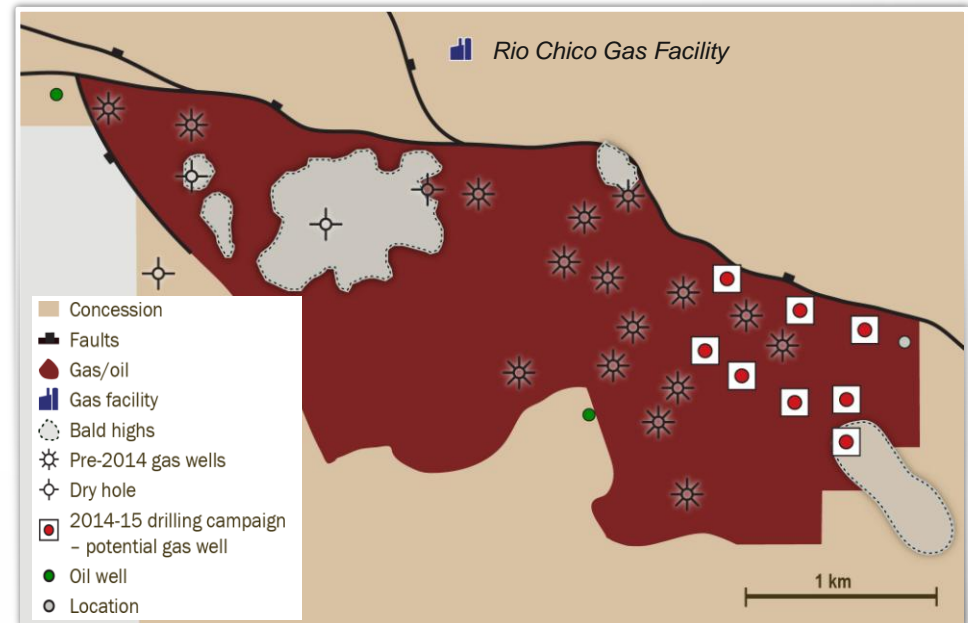 Rio Chico Gas Facility
Concession
Faults
Gas/oil
Gas facility
Bald highs
Pre-2014 gas wells
Dry hole
2014-15 drilling campaign
– potential gas well
Oil well
Location
1 km